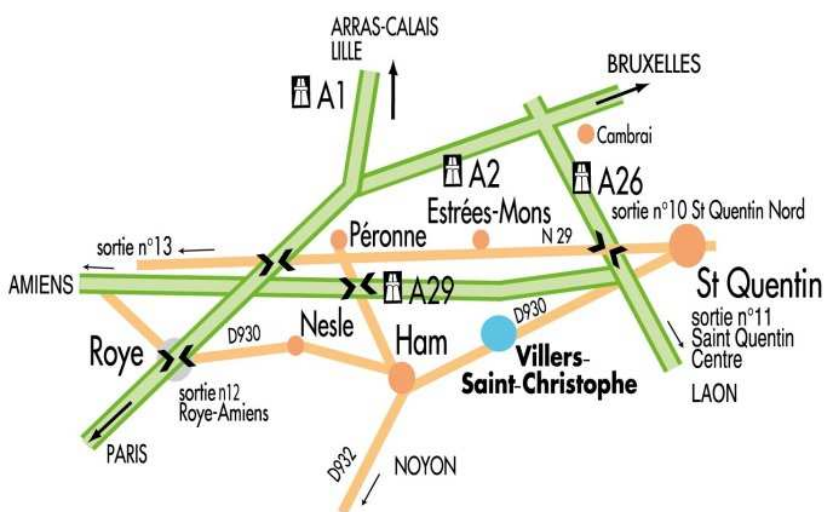 ARRAS-CALAIS
LILLE
A1
BRUXELLES
Cambrai
A2
A26
Estrées-Mons
sortie n°10 St Quentin Nord
Péronne
N 29
sortie n°13
AMIENS
A29
St Quentin
D930
Nesle
D930
sortie n°11
Saint Quentin
Centre
Roye
Ham
Villers-
Saint-Christophe
sortie n12
Roye-Amiens
LAON
PARIS
D932
NOYON